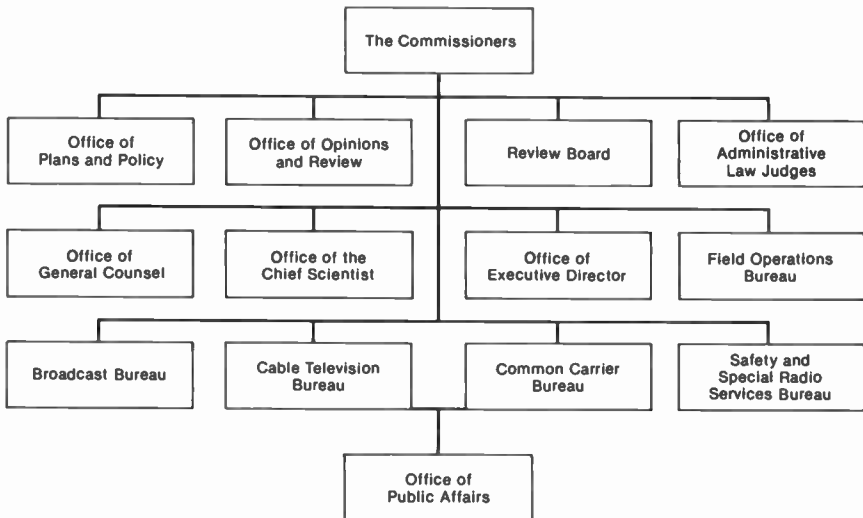 The Commissioners
Office of
Plans and Policy
Office of Opinions
and Review
Review Board
Office of
Administrative
Law Judges
Office of
General Counsel
Office of the
Chief Scientist
Office of
Executive Director
Field Operations
Bureau
Broadcast Bureau
Cable Television
Bureau
Common Carrier
Bureau
Safety and
Special Radio
Services Bureau
Office of
Public Affairs